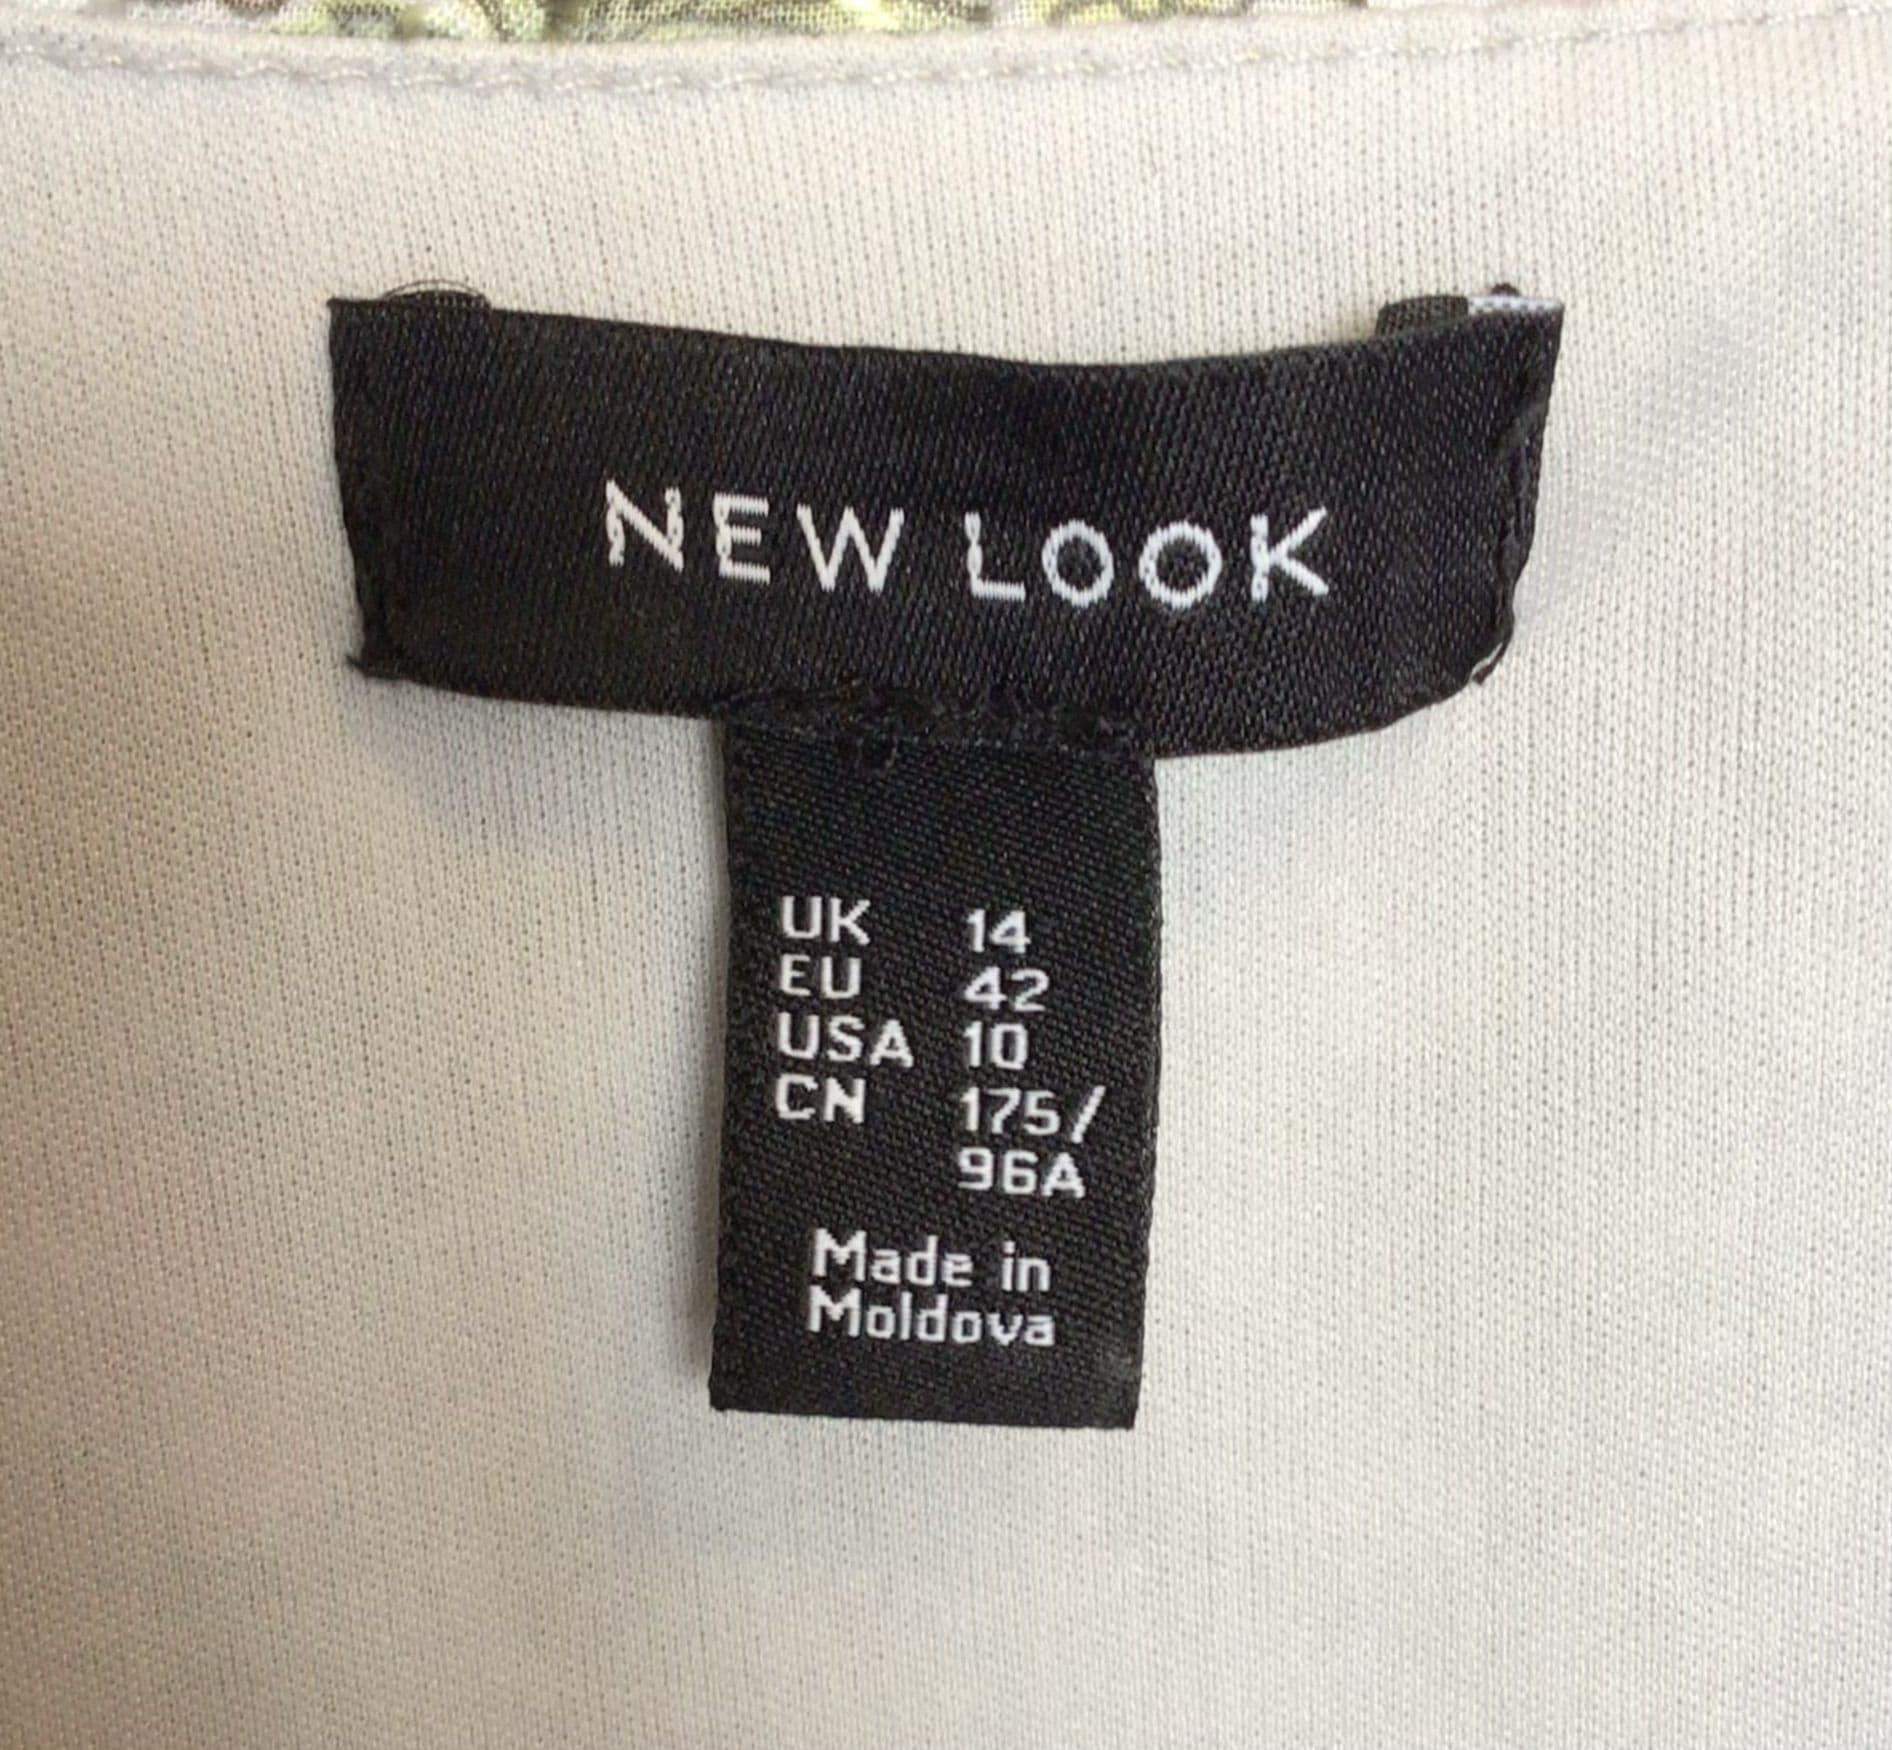 NEW LOOK
UK 14
EU 42
USA 10
CN 175/
96A
Made in
Moldova